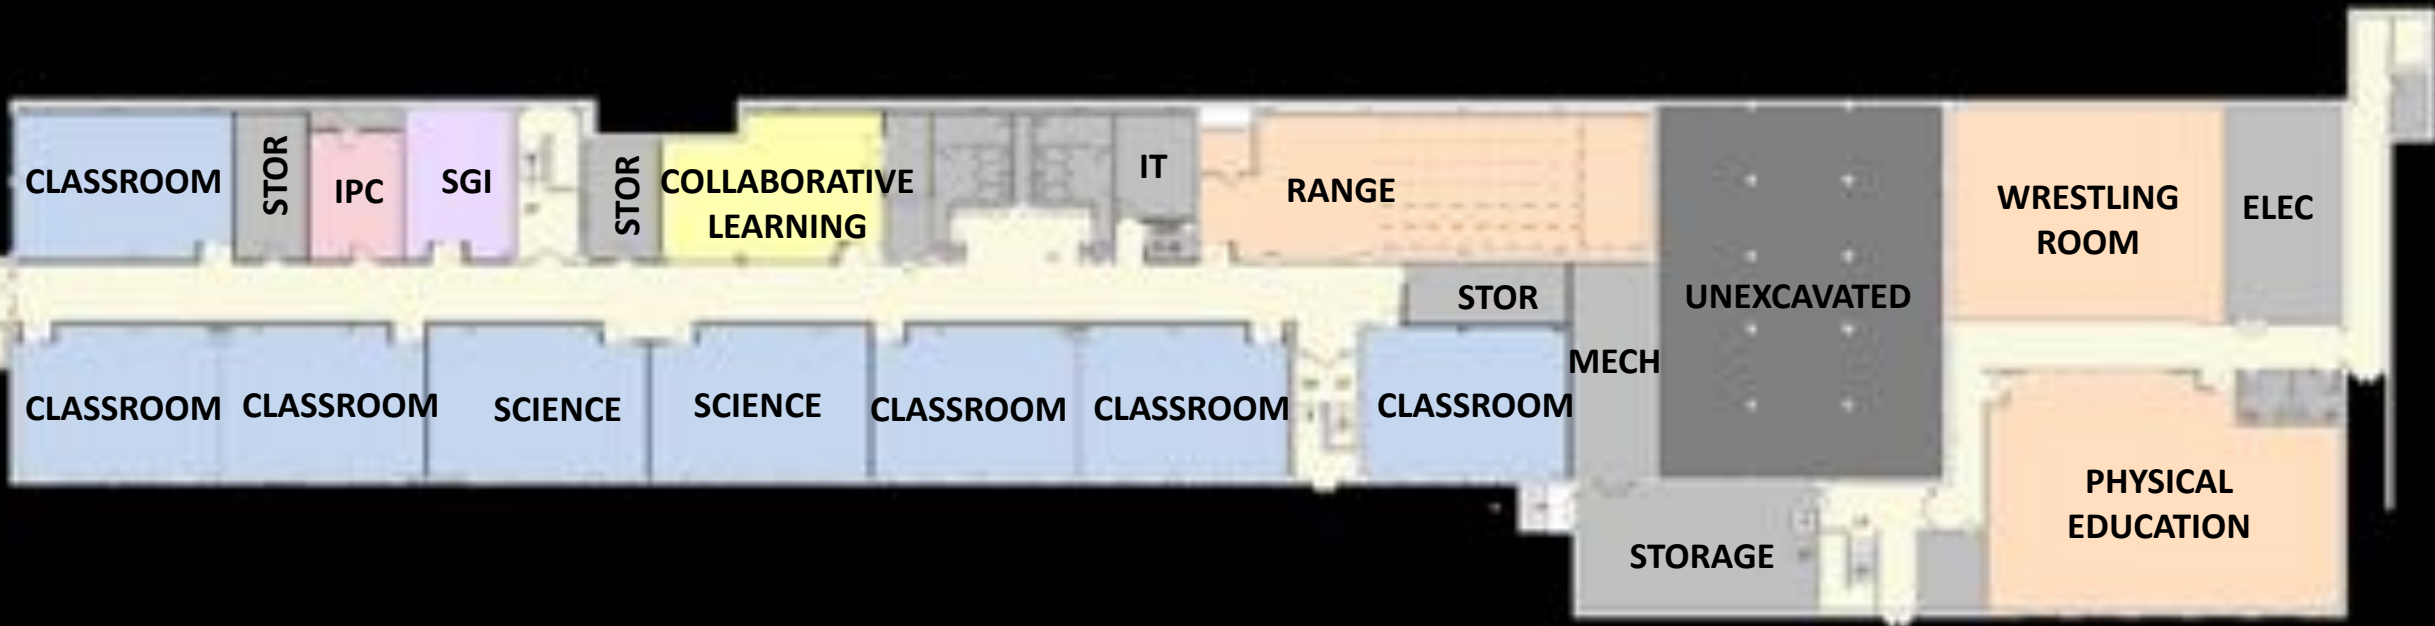 CLASSROOM
STOR
IPC
SGI
STOR
COLLABORATIVE
LEARNING
IT
RANGE
UNEXCAVATED
WRESTLING
ROOM
ELEC
STOR
MECH
CLASSROOM
CLASSROOM
SCIENCE
SCIENCE
CLASSROOM
CLASSROOM
CLASSROOM
STORAGE
PHYSICAL
EDUCATION